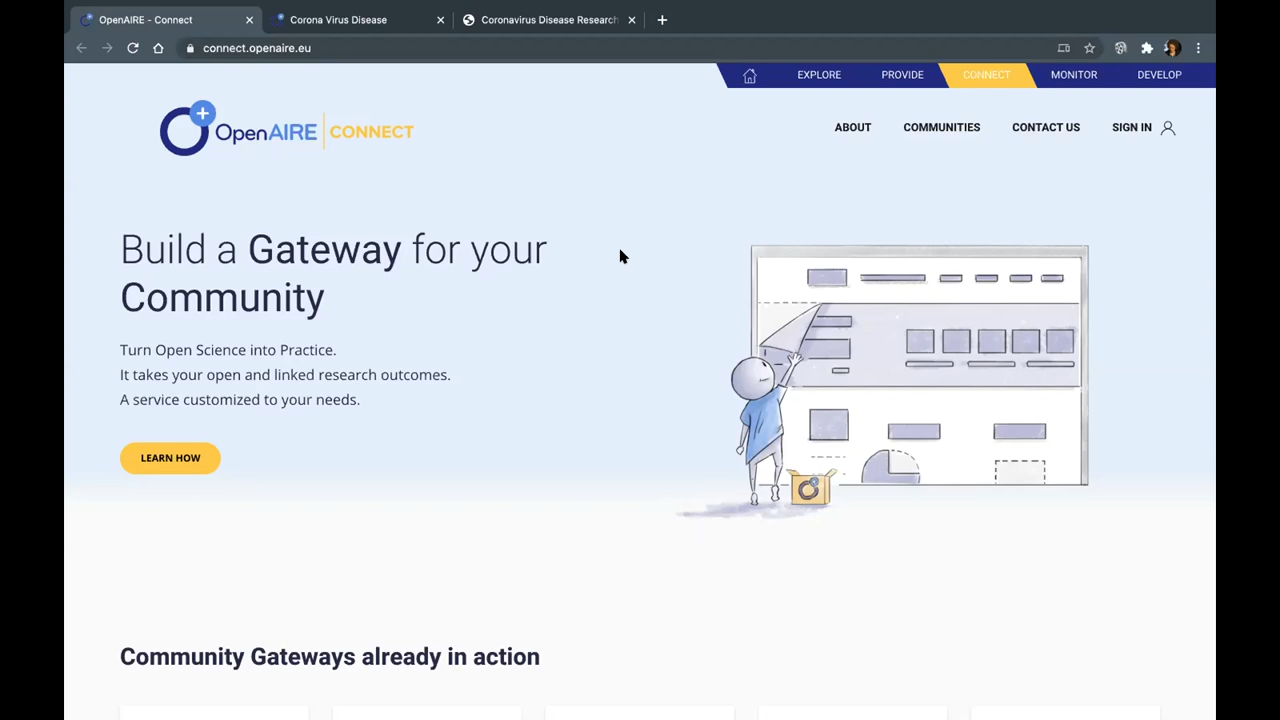 OpenAIRE - Connect
Corona Virus Disease
Coronavirus Disease Research
connect.openaire.eu
EXPLORE PROVIDE CONNECT MONITOR DEVELOP
OpenAIRE CONNECT
ABOUT COMMUNITIES CONTACT US SIGN IN
Build a Gateway for your
Community
Turn Open Science into Practice.
It takes your open and linked research outcomes.
A service customized to your needs.
LEARN HOW
Community Gateways already in action